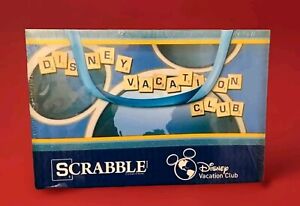 DISNEY
VACATION
CLUB
SCRABBLE
Disney
Vacation Club